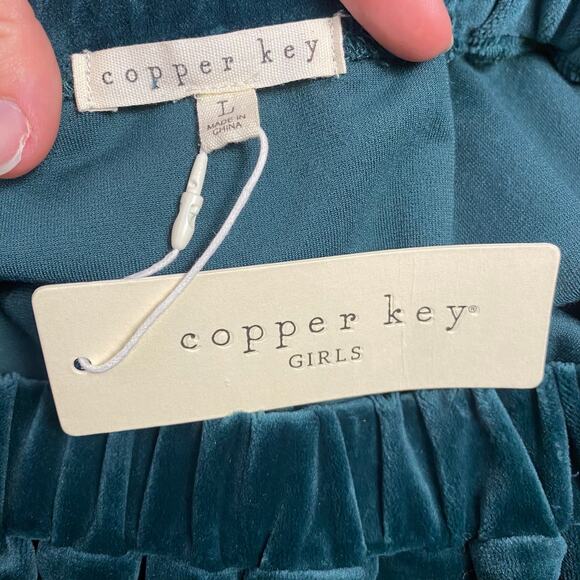 copper key
L
MADE IN
CHINA
copper key®
GIRLS